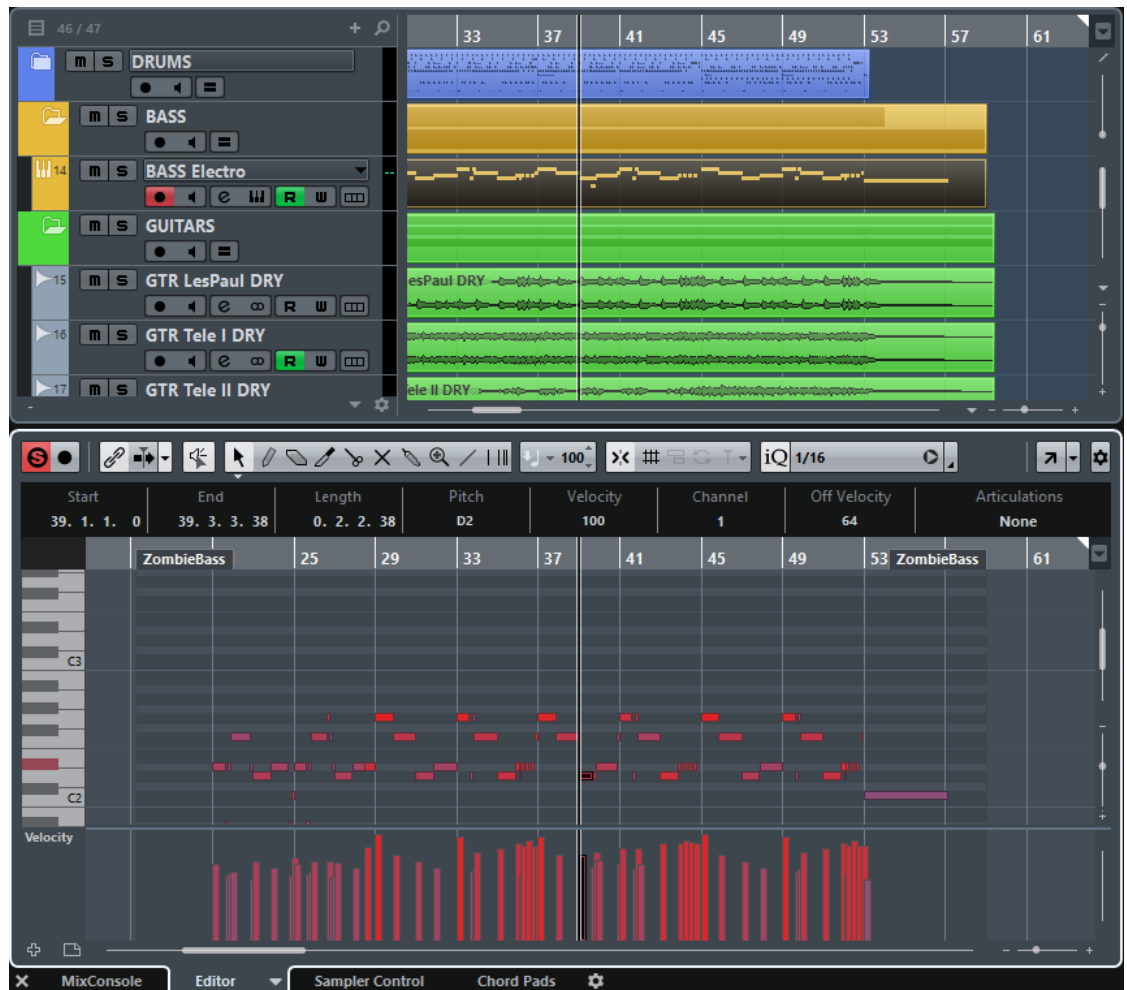 46 / 47
33 37 41 45 49 53 57 61
m S DRUMS
m S BASS
14 m S BASS Electro
e R W
m S GUITARS
15 m S GTR LesPaul DRY
esPaul DRY
e R W
16 m S GTR Tele I DRY
e R W
17 m S GTR Tele II DRY
ele II DRY
S 100 iQ 1/16
Start End Length Pitch Velocity Channel Off Velocity Articulations
39. 1. 1. 0 39. 3. 3. 38 0. 2. 2. 38 D2 100 1 64 None
ZombieBass 25 29 33 37 41 45 49 53 ZombieBass 61
C3
C2
Velocity
MixConsole Editor Sampler Control Chord Pads